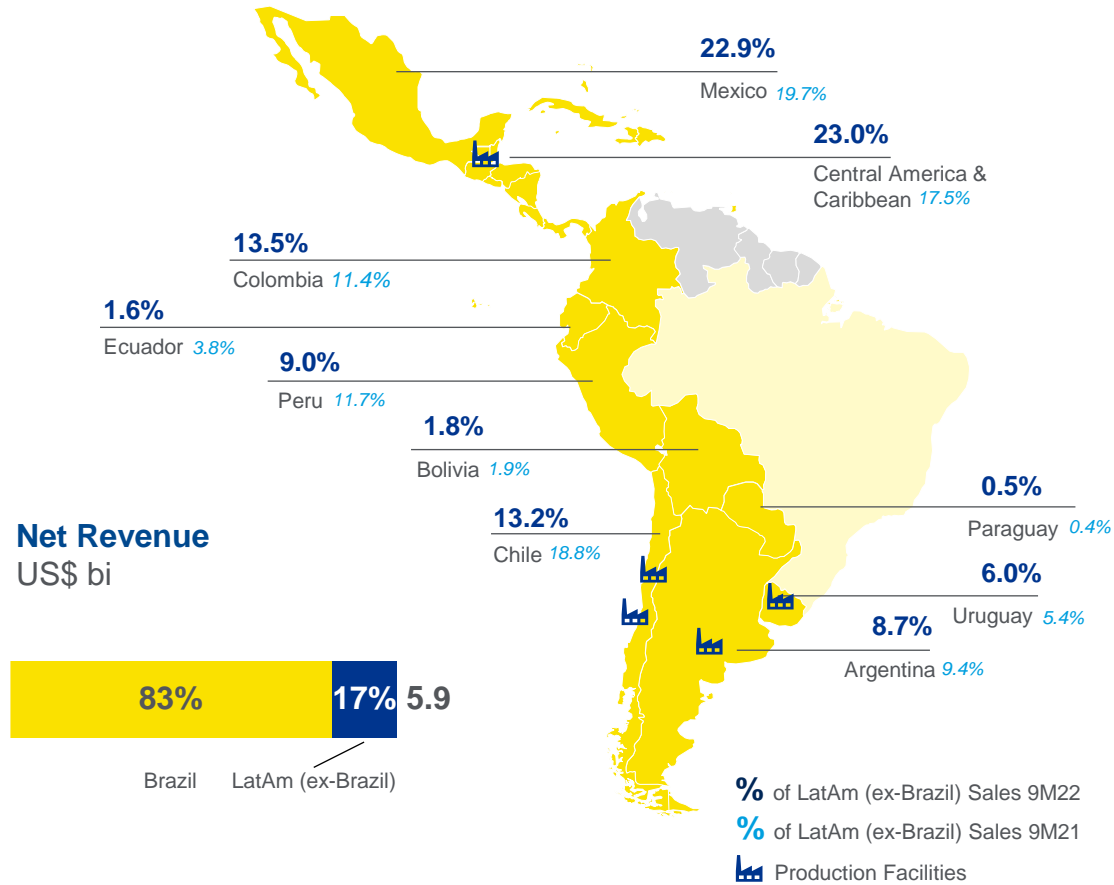 22.9%
Mexico 19.7%
23.0%
Central America &
Caribbean 17.5%
13.5%
Colombia 11.4%
1.6%
Ecuador 3.8%
9.0%
Peru 11.7%
1.8%
Bolivia 1.9%
0.5%
Paraguay 0.4%
13.2%
Chile 18.8%
6.0%
Uruguay 5.4%
8.7%
Argentina 9.4%
Net Revenue
US$ bi
83% 17% 5.9
Brazil LatAm (ex-Brazil)
% of LatAm (ex-Brazil) Sales 9M22
% of LatAm (ex-Brazil) Sales 9M21
Production Facilities